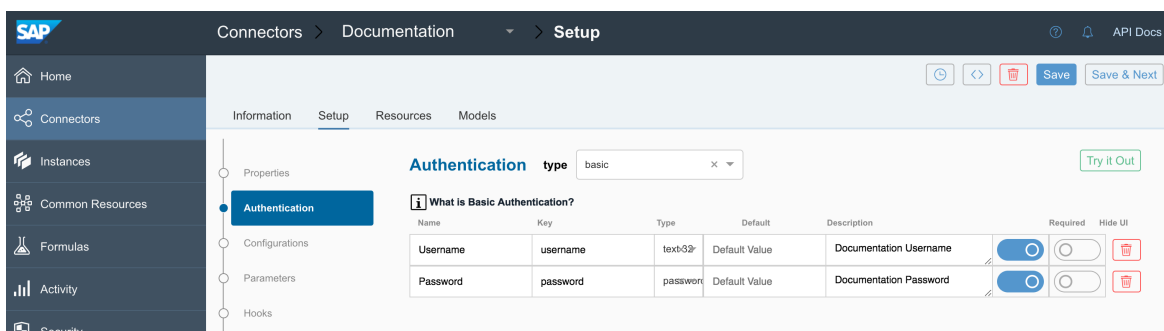 SAP
Connectors > Documentation > Setup
API Docs
Home
Save
Save & Next
Connectors
Information Setup Resources Models
Instances
Authentication type basic
Try it Out
Properties
Common Resources
Authentication
What is Basic Authentication?
Name Key Type Default Description Required Hide UI
Formulas
Configurations
Username username Default Value Documentation Username
Activity
Parameters
Password password password Default Value Documentation Password
Hooks
Security